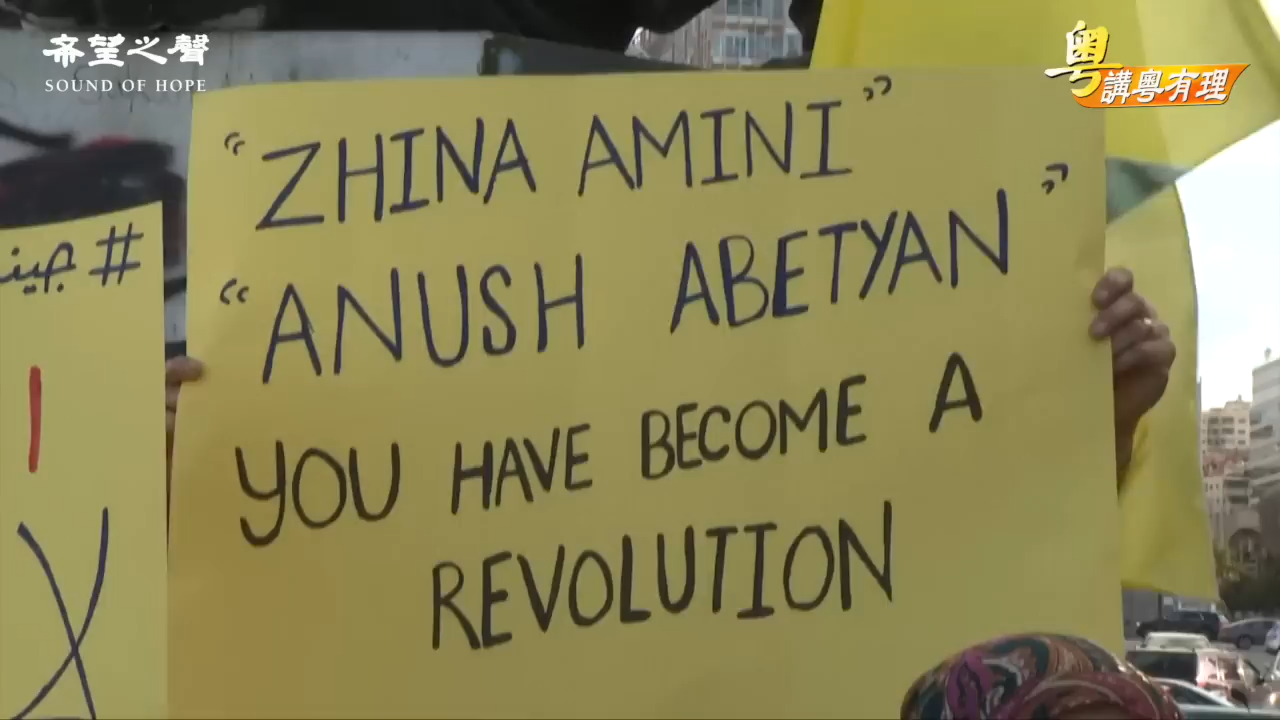 希望之聲
SOUND OF HOPE
粵講粵有理
"ZHINA AMINI"
"ANUSH ABETYAN"
YOU HAVE BECOME A
REVOLUTION
#جينا
I
X